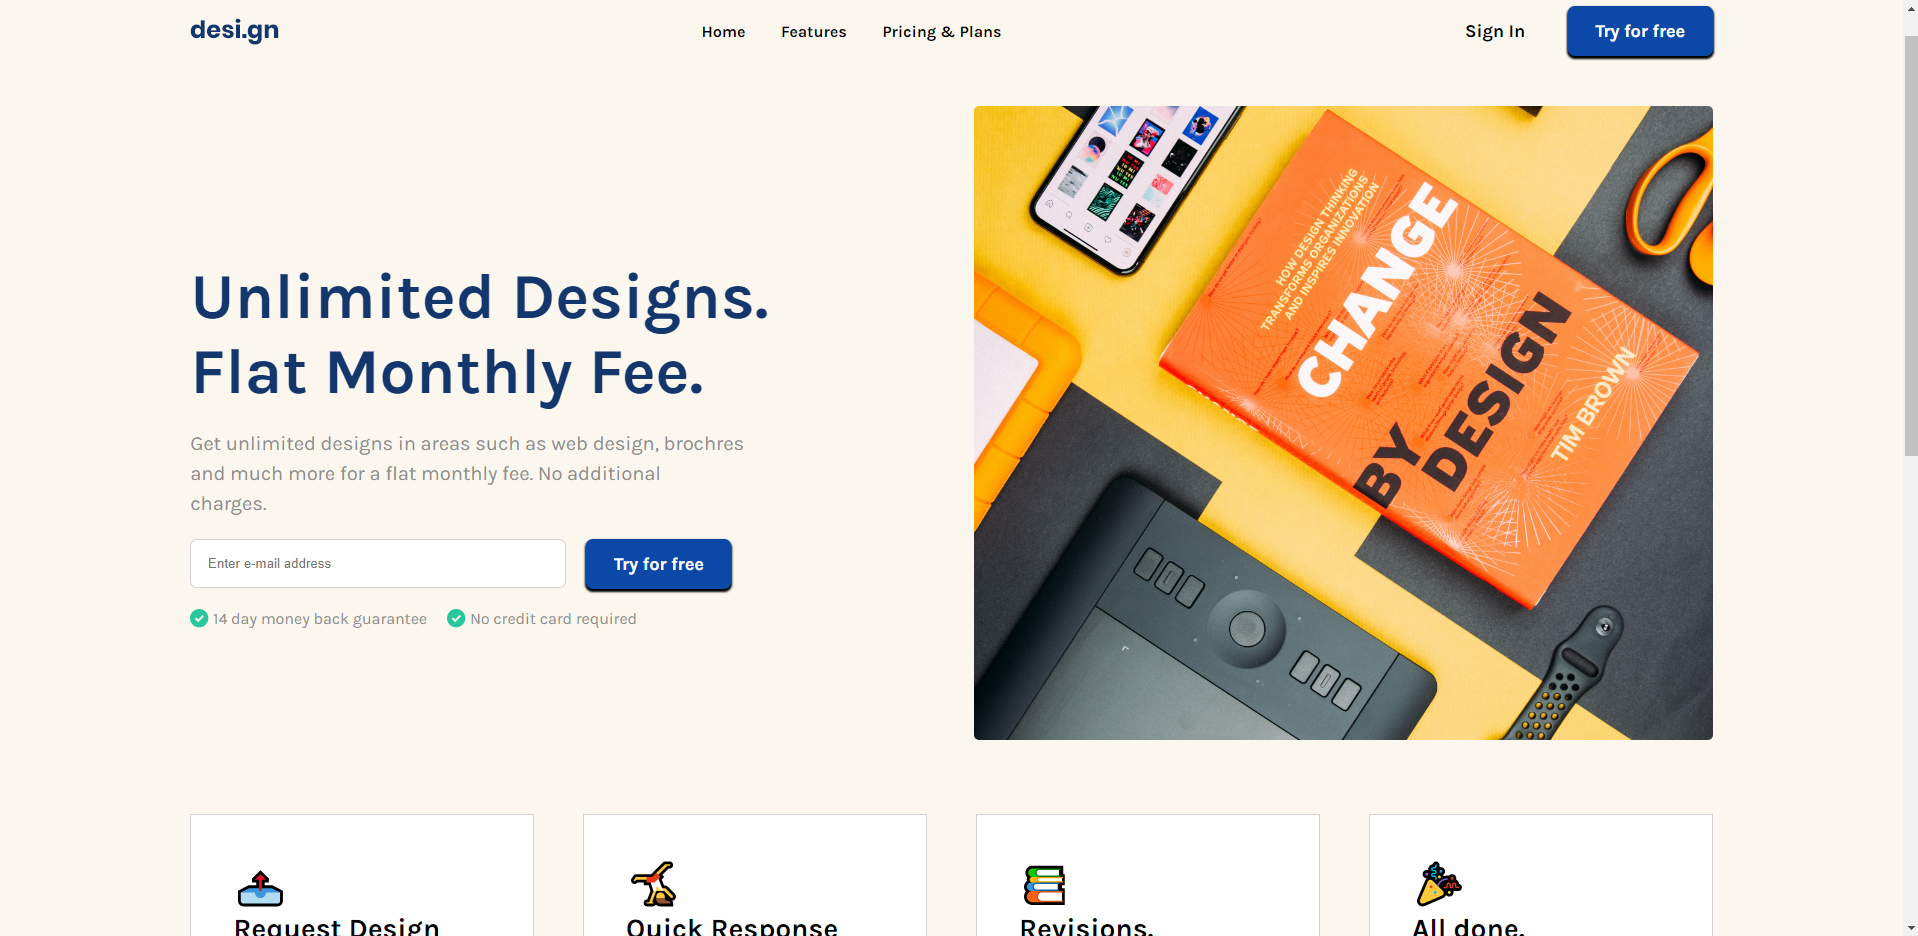 desi.gn
Home
Features
Pricing & Plans
Sign In
Try for free
Unlimited Designs.
Flat Monthly Fee.
Get unlimited designs in areas such as web design, brochres
and much more for a flat monthly fee. No additional
charges.
Enter e-mail address
Try for free
14 day money back guarantee
No credit card required
HOW DESIGN THINKING
TRANSFORMS ORGANIZATIONS
AND INSPIRES INNOVATION
CHANGE
BY
DESIGN
TIM BROWN
Request Design
Quick Response
Revisions.
All done.